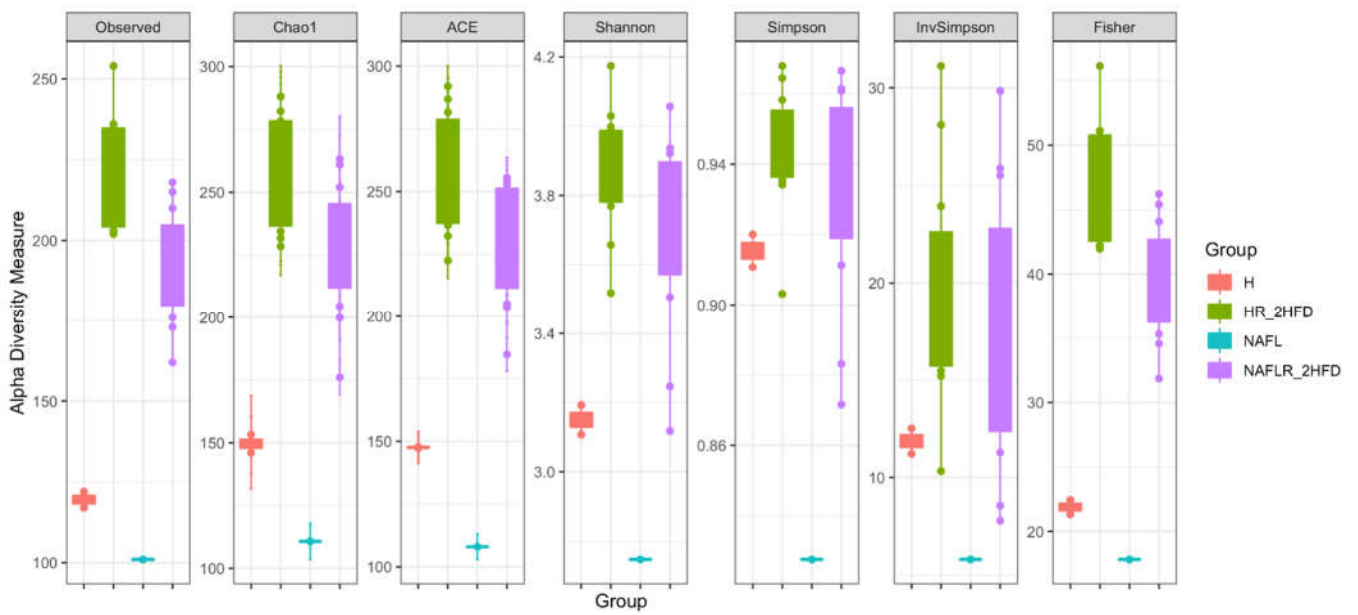 Observed
Chao1
ACE
Shannon
Simpson
InvSimpson
Fisher
Alpha Diversity Measure
250
200
150
100
300
250
200
150
100
300
250
200
150
100
4.2
3.8
3.4
3.0
0.94
0.90
0.86
30
20
10
50
40
30
20
Group
Group
H
HR_2HFD
NAFL
NAFLR_2HFD